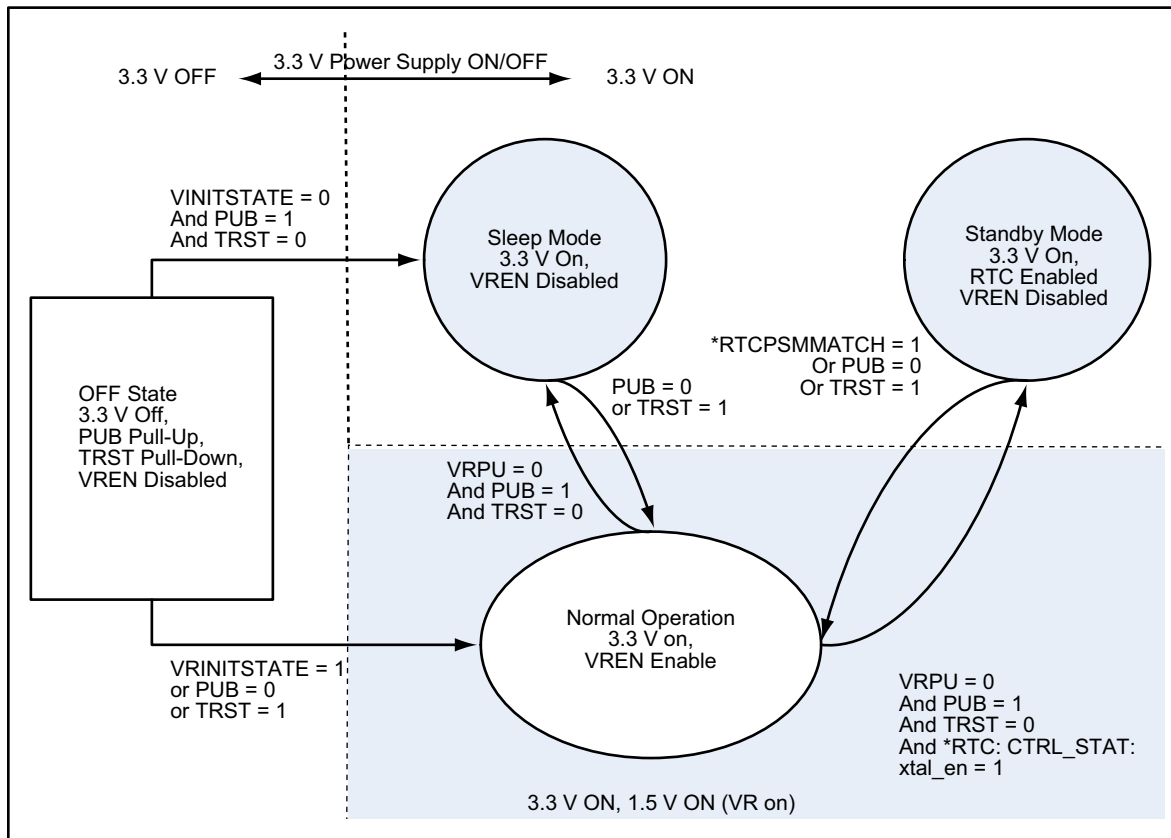 3.3 V Power Supply ON/OFF
3.3 V OFF
3.3 V ON
VINITSTATE = 0
And PUB = 1
And TRST = 0
Sleep Mode
3.3 V On,
VREN Disabled
Standby Mode
3.3 V On,
RTC Enabled
VREN Disabled
*RTCPSMMATCH = 1
Or PUB = 0
Or TRST = 1
PUB = 0
or TRST = 1
OFF State
3.3 V Off,
PUB Pull-Up,
TRST Pull-Down,
VREN Disabled
VRPU = 0
And PUB = 1
And TRST = 0
Normal Operation
3.3 V on,
VREN Enable
VRINITSTATE = 1
or PUB = 0
or TRST = 1
VRPU = 0
And PUB = 1
And TRST = 0
And *RTC: CTRL_STAT:
xtal_en = 1
3.3 V ON, 1.5 V ON (VR on)